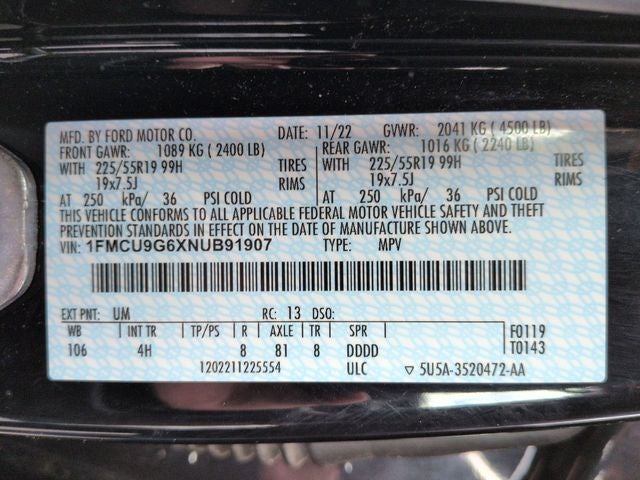 MFD. BY FORD MOTOR CO. DATE: 11/22 GVWR: 2041 KG ( 4500 LB)
FRONT GAWR: 1089 KG ( 2400 LB) REAR GAWR: 1016 KG ( 2240 LB)
WITH 225/55R19 99H TIRES WITH 225/55R19 99H TIRES
19x7.5J RIMS 19x7.5J RIMS
AT 250 kPa/ 36 PSI COLD AT 250 kPa/ 36 PSI COLD
THIS VEHICLE CONFORMS TO ALL APPLICABLE FEDERAL MOTOR VEHICLE SAFETY AND THEFT
PREVENTION STANDARDS IN EFFECT ON THE DATE OF MANUFACTURE SHOWN ABOVE.
VIN: 1FMCU9G6XNUB91907 TYPE: MPV
EXT PNT: UM RC: 13 DSO:
WB INT TR TP/PS R AXLE TR SPR F0119
106 4H 8 81 8 DDDD T0143
1202211225554 ULC ▽ 5U5A-3520472-AA